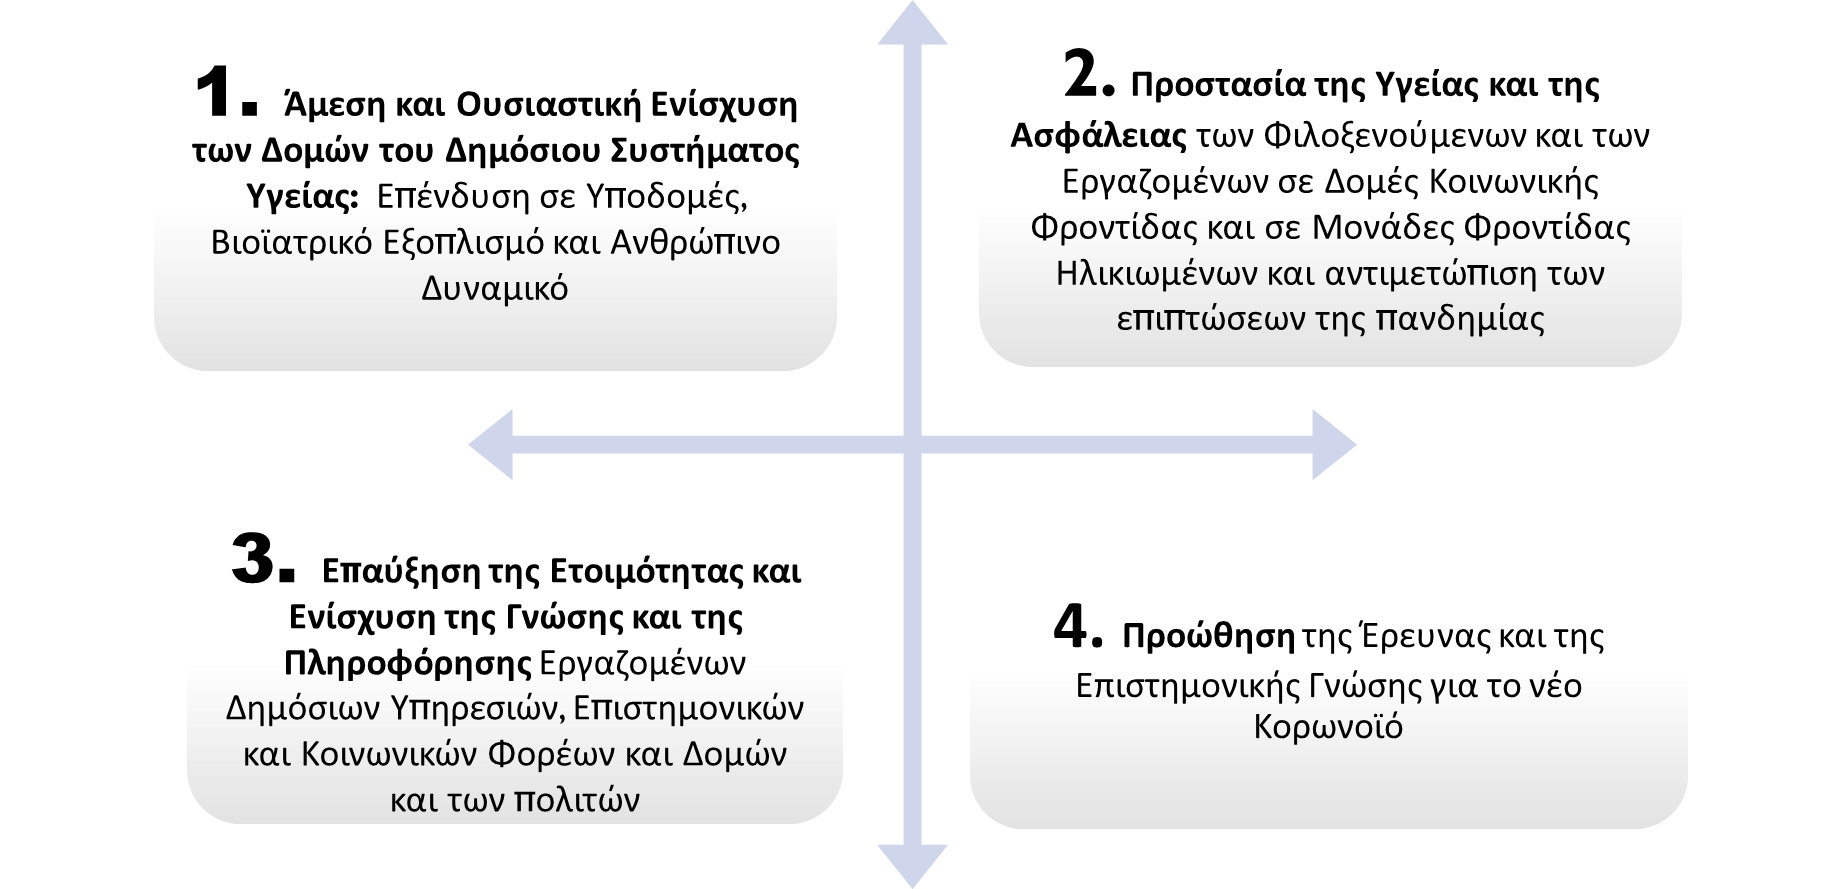 1. Άμεση και Ουσιαστική Ενίσχυση
των Δομών του Δημόσιου Συστήματος
Υγείας: Επένδυση σε Υποδομές,
Βιοϊατρικό Εξοπλισμό και Ανθρώπινο
Δυναμικό
2. Προστασία της Υγείας και της
Ασφάλειας των Φιλοξενούμενων και των
Εργαζομένων σε Δομές Κοινωνικής
Φροντίδας και σε Μονάδες Φροντίδας
Ηλικιωμένων και αντιμετώπιση των
επιπτώσεων της πανδημίας
3. Επαύξηση της Ετοιμότητας και
Ενίσχυση της Γνώσης και της
Πληροφόρησης Εργαζομένων
Δημόσιων Υπηρεσιών, Επιστημονικών
και Κοινωνικών Φορέων και Δομών
και των πολιτών
4. Προώθηση της Έρευνας και της
Επιστημονικής Γνώσης για το νέο
Κορωνοϊό